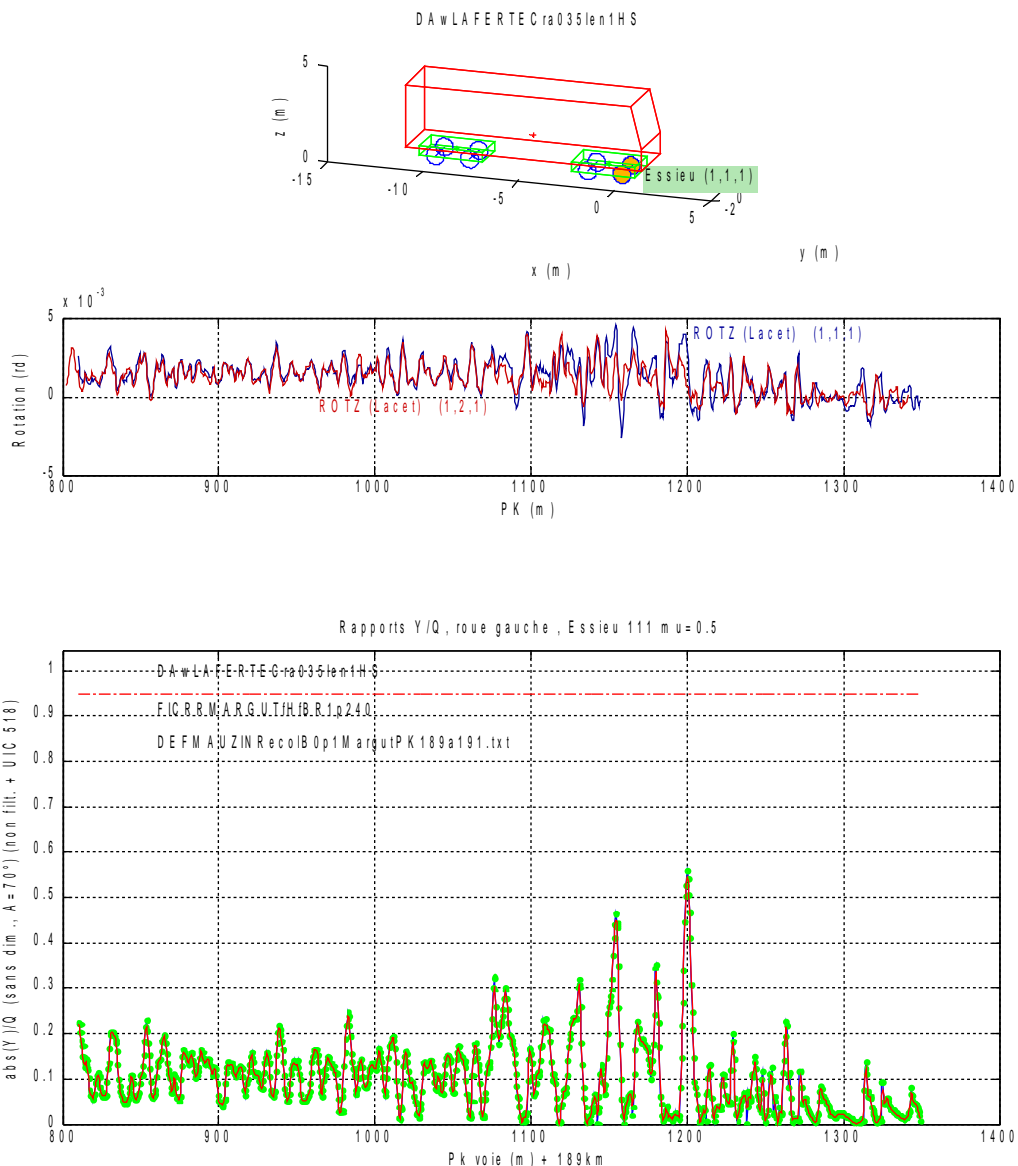 DAwLAFERTECra035len1HS
5
z (m)
0
-15
-10
-5
0
5
-2
0
Essieu (1,1,1)
y (m)
x (m)
x 10^-3
5
ROTZ (Lacet) (1,1,1)
Rotation (rd)
0
ROTZ (Lacet) (1,2,1)
-5
800 900 1000 1100 1200 1300 1400
PK (m)
Rapports Y/Q, roue gauche, Essieu 111 mu=0.5
1
DAwLAFERTECra035len1HS
0.9
FICRRMARGUTfHfBR1p240
DEFMAUZINRecolB0p1MargutPK189a191.txt
0.8
0.7
0.6
0.5
0.4
0.3
0.2
0.1
0
abs(Y)/Q (sans dim., A=70°) (non filt. + UIC 518)
800 900 1000 1100 1200 1300 1400
Pk voie (m) + 189km